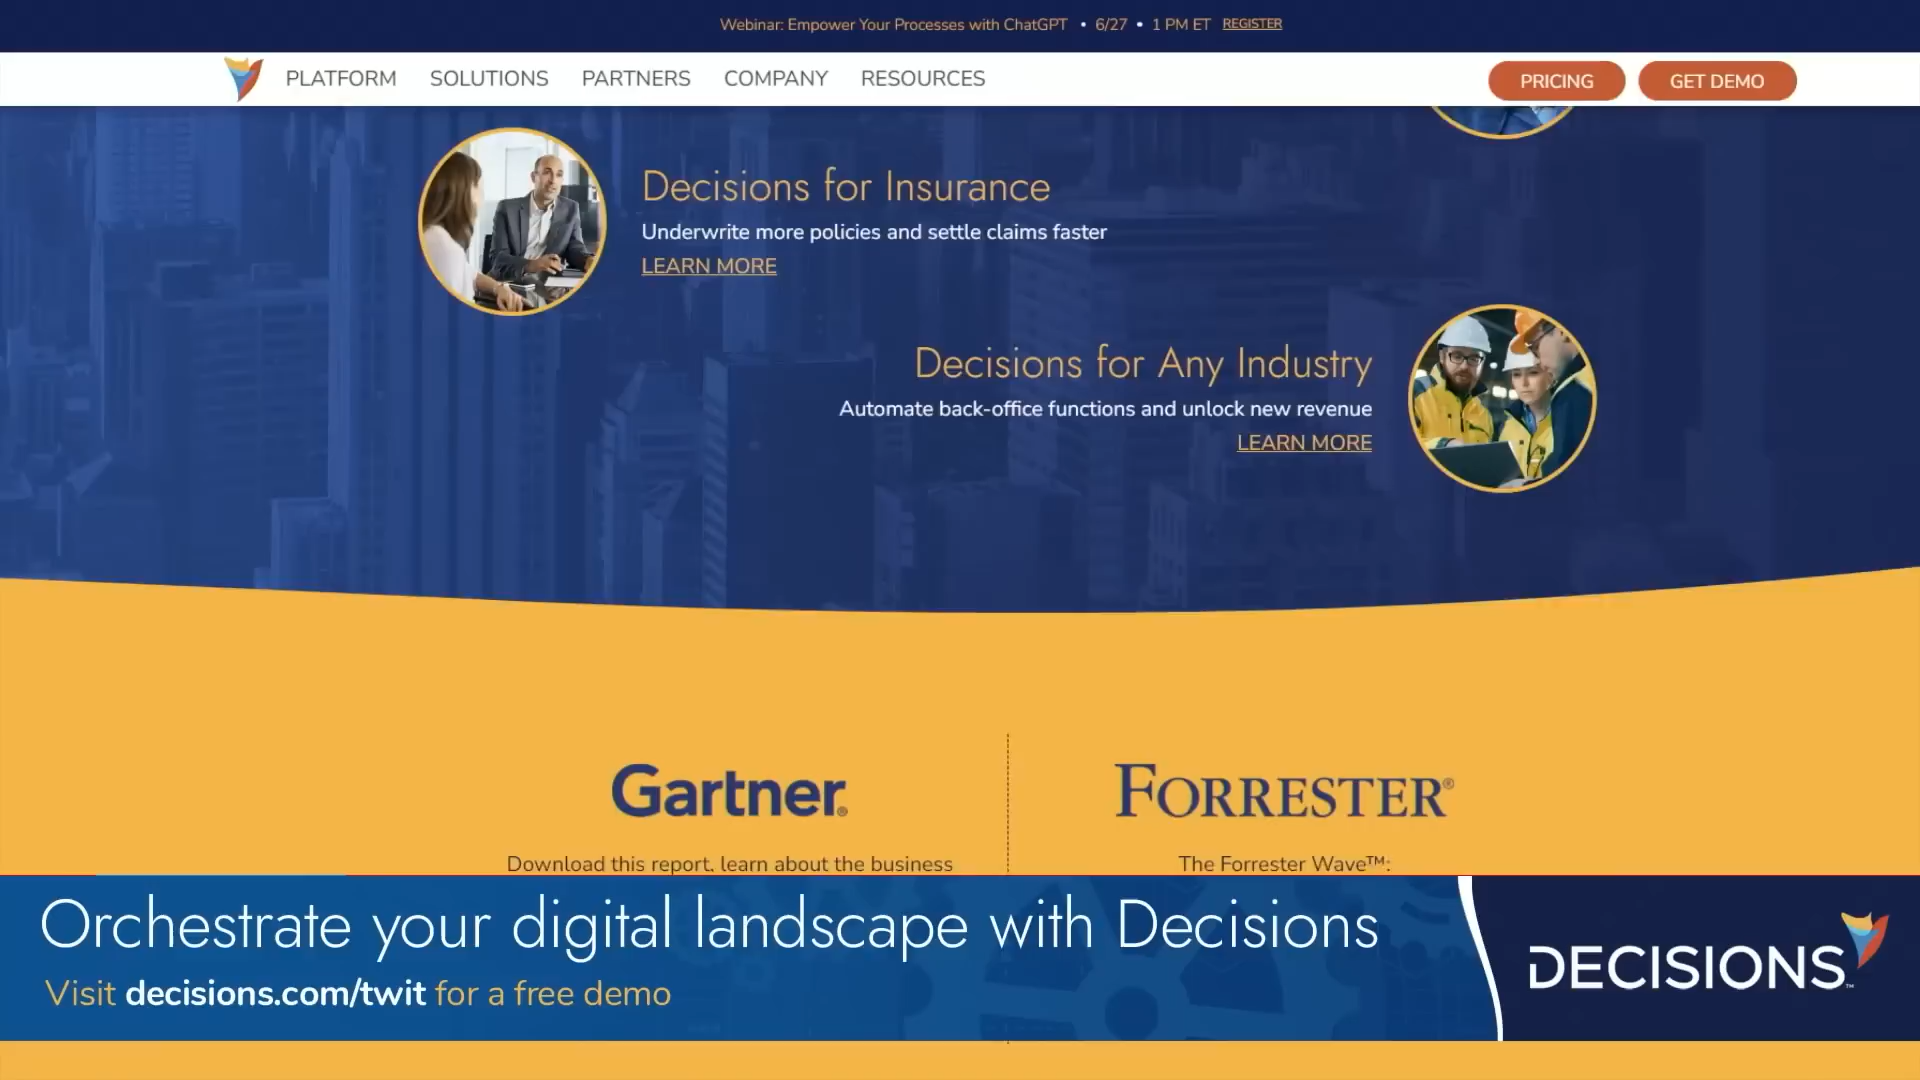 Webinar: Empower Your Processes with ChatGPT • 6/27 • 1 PM ET REGISTER
PLATFORM SOLUTIONS PARTNERS COMPANY RESOURCES PRICING GET DEMO
Decisions for Insurance
Underwrite more policies and settle claims faster
LEARN MORE
Decisions for Any Industry
Automate back-office functions and unlock new revenue
LEARN MORE
Gartner®
Download this report, learn about the business
FORRESTER®
The Forrester Wave™:
Orchestrate your digital landscape with Decisions
Visit decisions.com/twit for a free demo
DECISIONS™